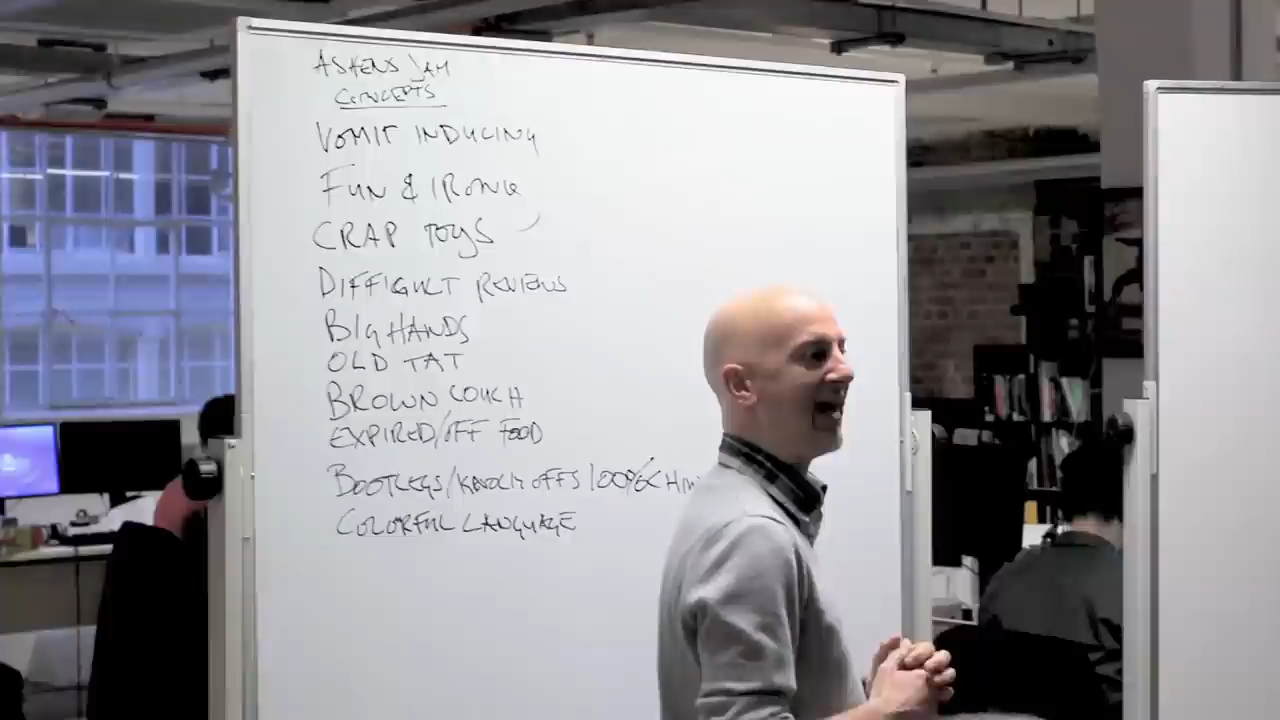 ASHENS JAM
CONCEPTS
VOMIT INDUCING
FUN & IRONIC
CRAP TOYS
DIFFICULT REVIEWS
BIG HANDS
OLD TAT
BROWN COUCH
EXPIRED/OFF FOOD
BOOTLEGS/KNOCK OFFS/
COLORFUL LANGUAGE